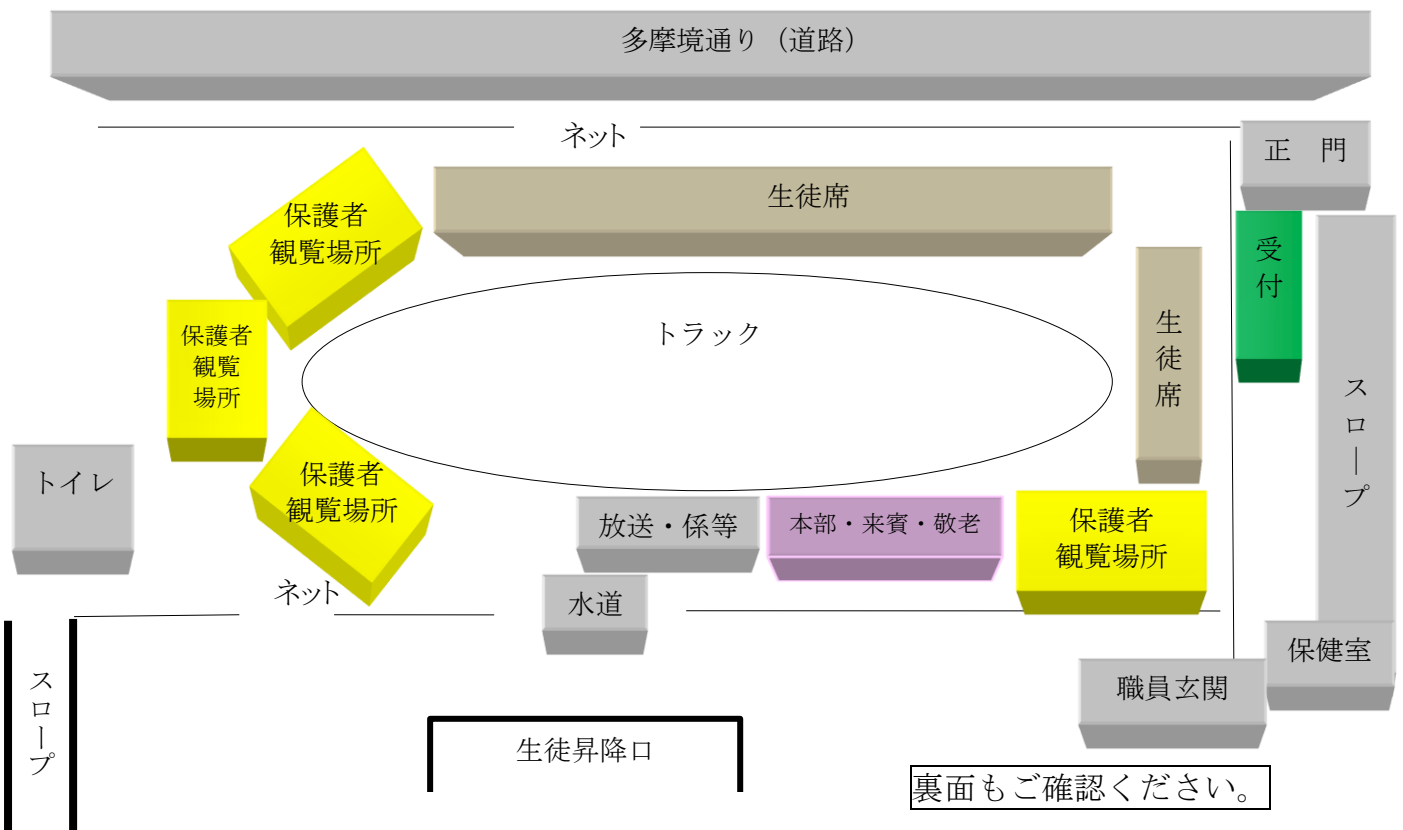 多摩境通り（道路）
ネット
正　門
生徒席
保護者
観覧場所
受付
トラック
保護者
観覧
場所
生徒席
スロープ
保護者
観覧場所
トイレ
放送・係等
本部・来賓・敬老
保護者
観覧場所
ネット
水道
保健室
職員玄関
スロープ
生徒昇降口
裏面もご確認ください。